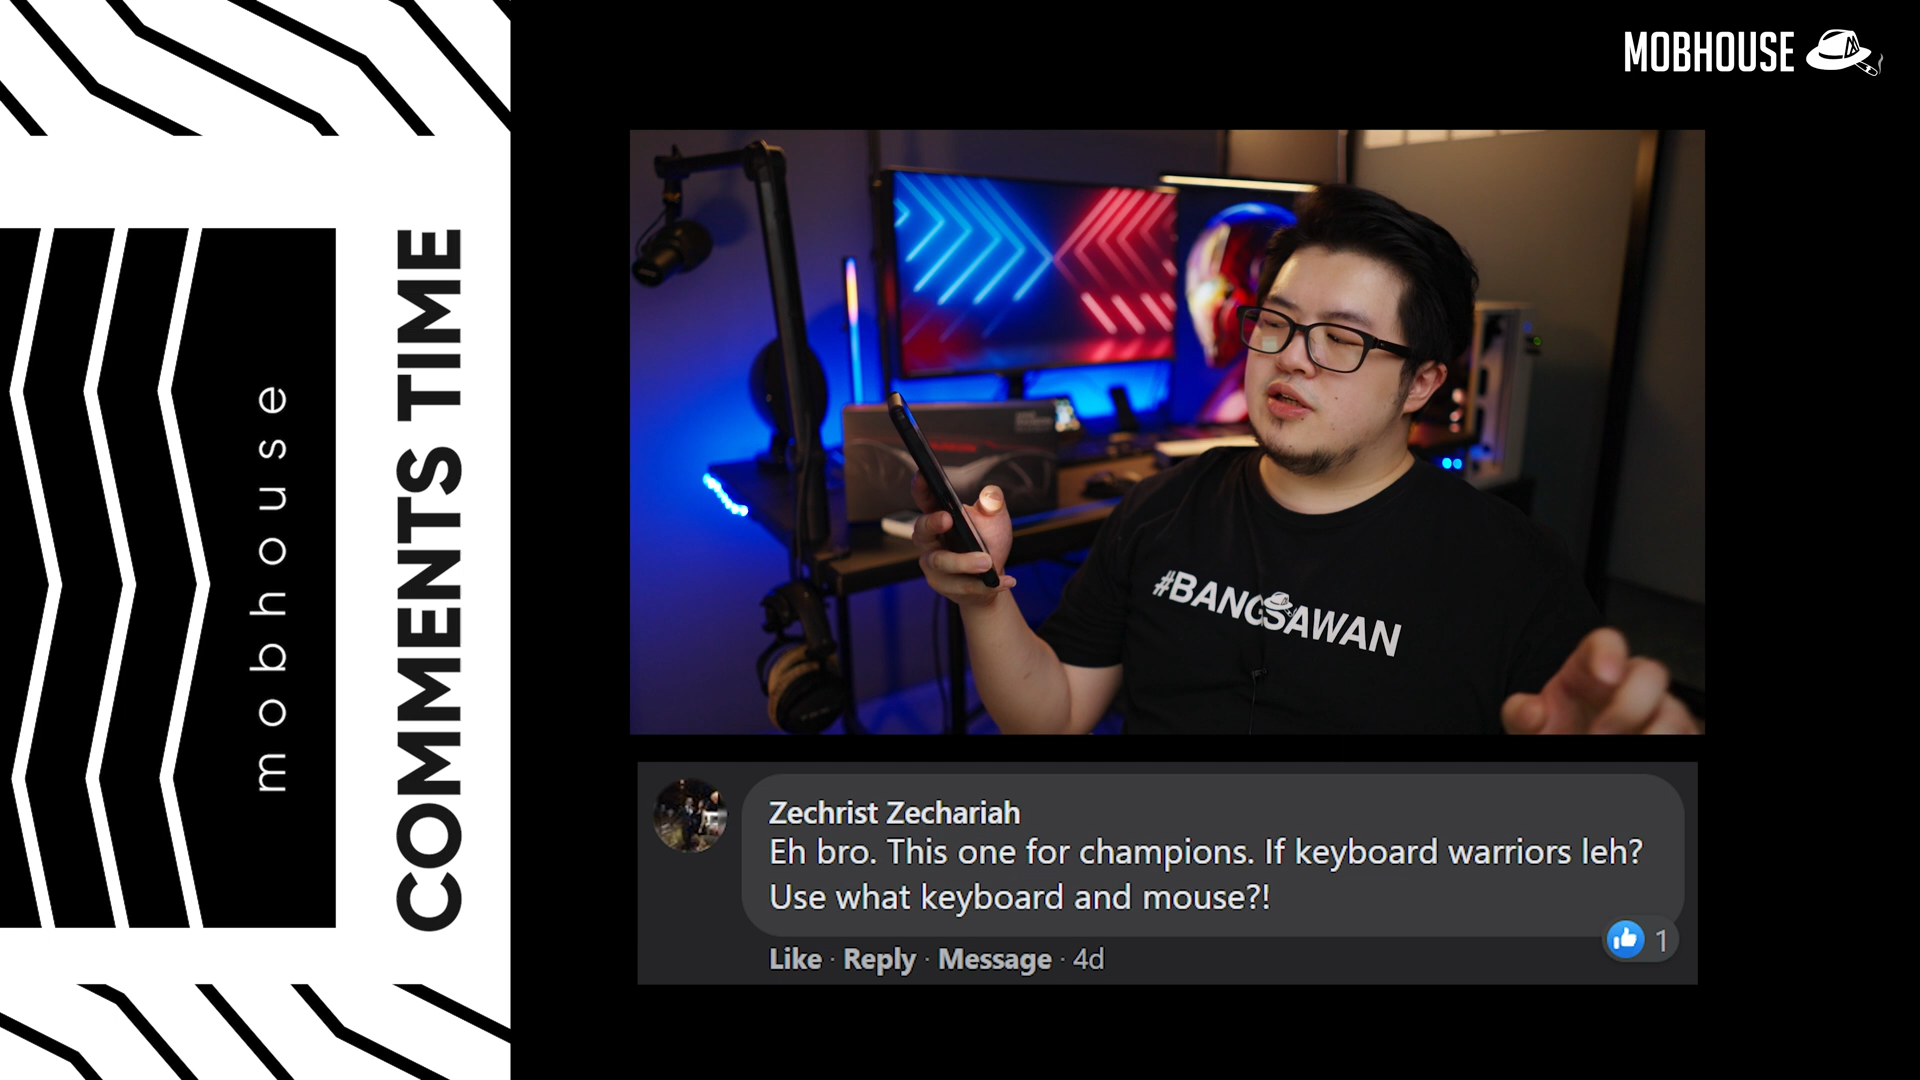 MOBHOUSE
mobhouse
COMMENTS TIME
#BANGSAWAN
Zechrist Zechariah
Eh bro. This one for champions. If keyboard warriors leh?
Use what keyboard and mouse?!
Like · Reply · Message · 4d
1